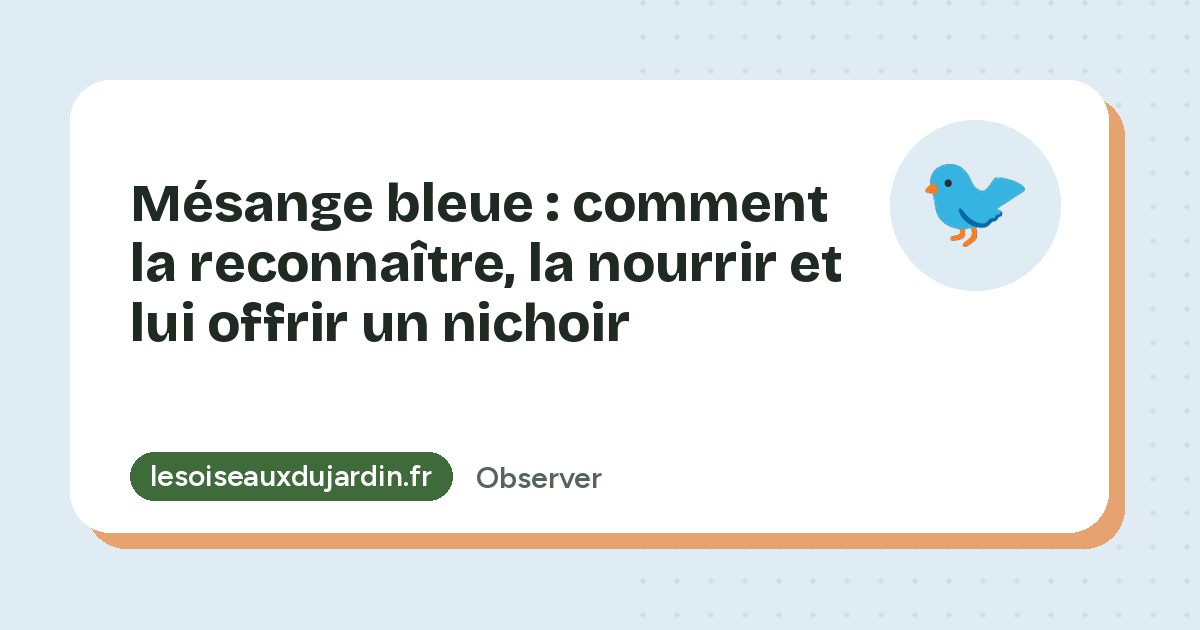 Mésange bleue : comment
la reconnaître, la nourrir et
lui offrir un nichoir
lesoiseauxdujardin.fr
Observer